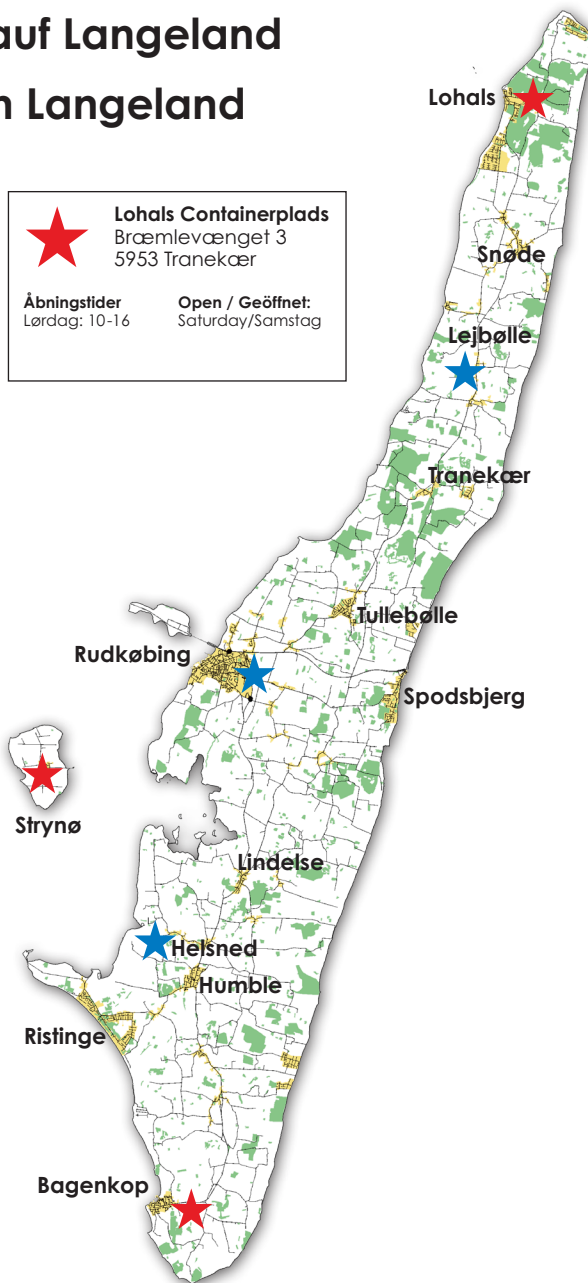 auf Langeland
n Langeland
Lohals Containerplads
Bræmlevænget 3
5953 Tranekær
Åbningstider
Lørdag: 10-16
Open / Geöffnet:
Saturday/Samstag
Lohals
Snøde
Lejbølle
Tranekær
Tullebølle
Rudkøbing
Spodsbjerg
Strynø
Lindelse
Helsned
Humble
Ristinge
Bagenkop